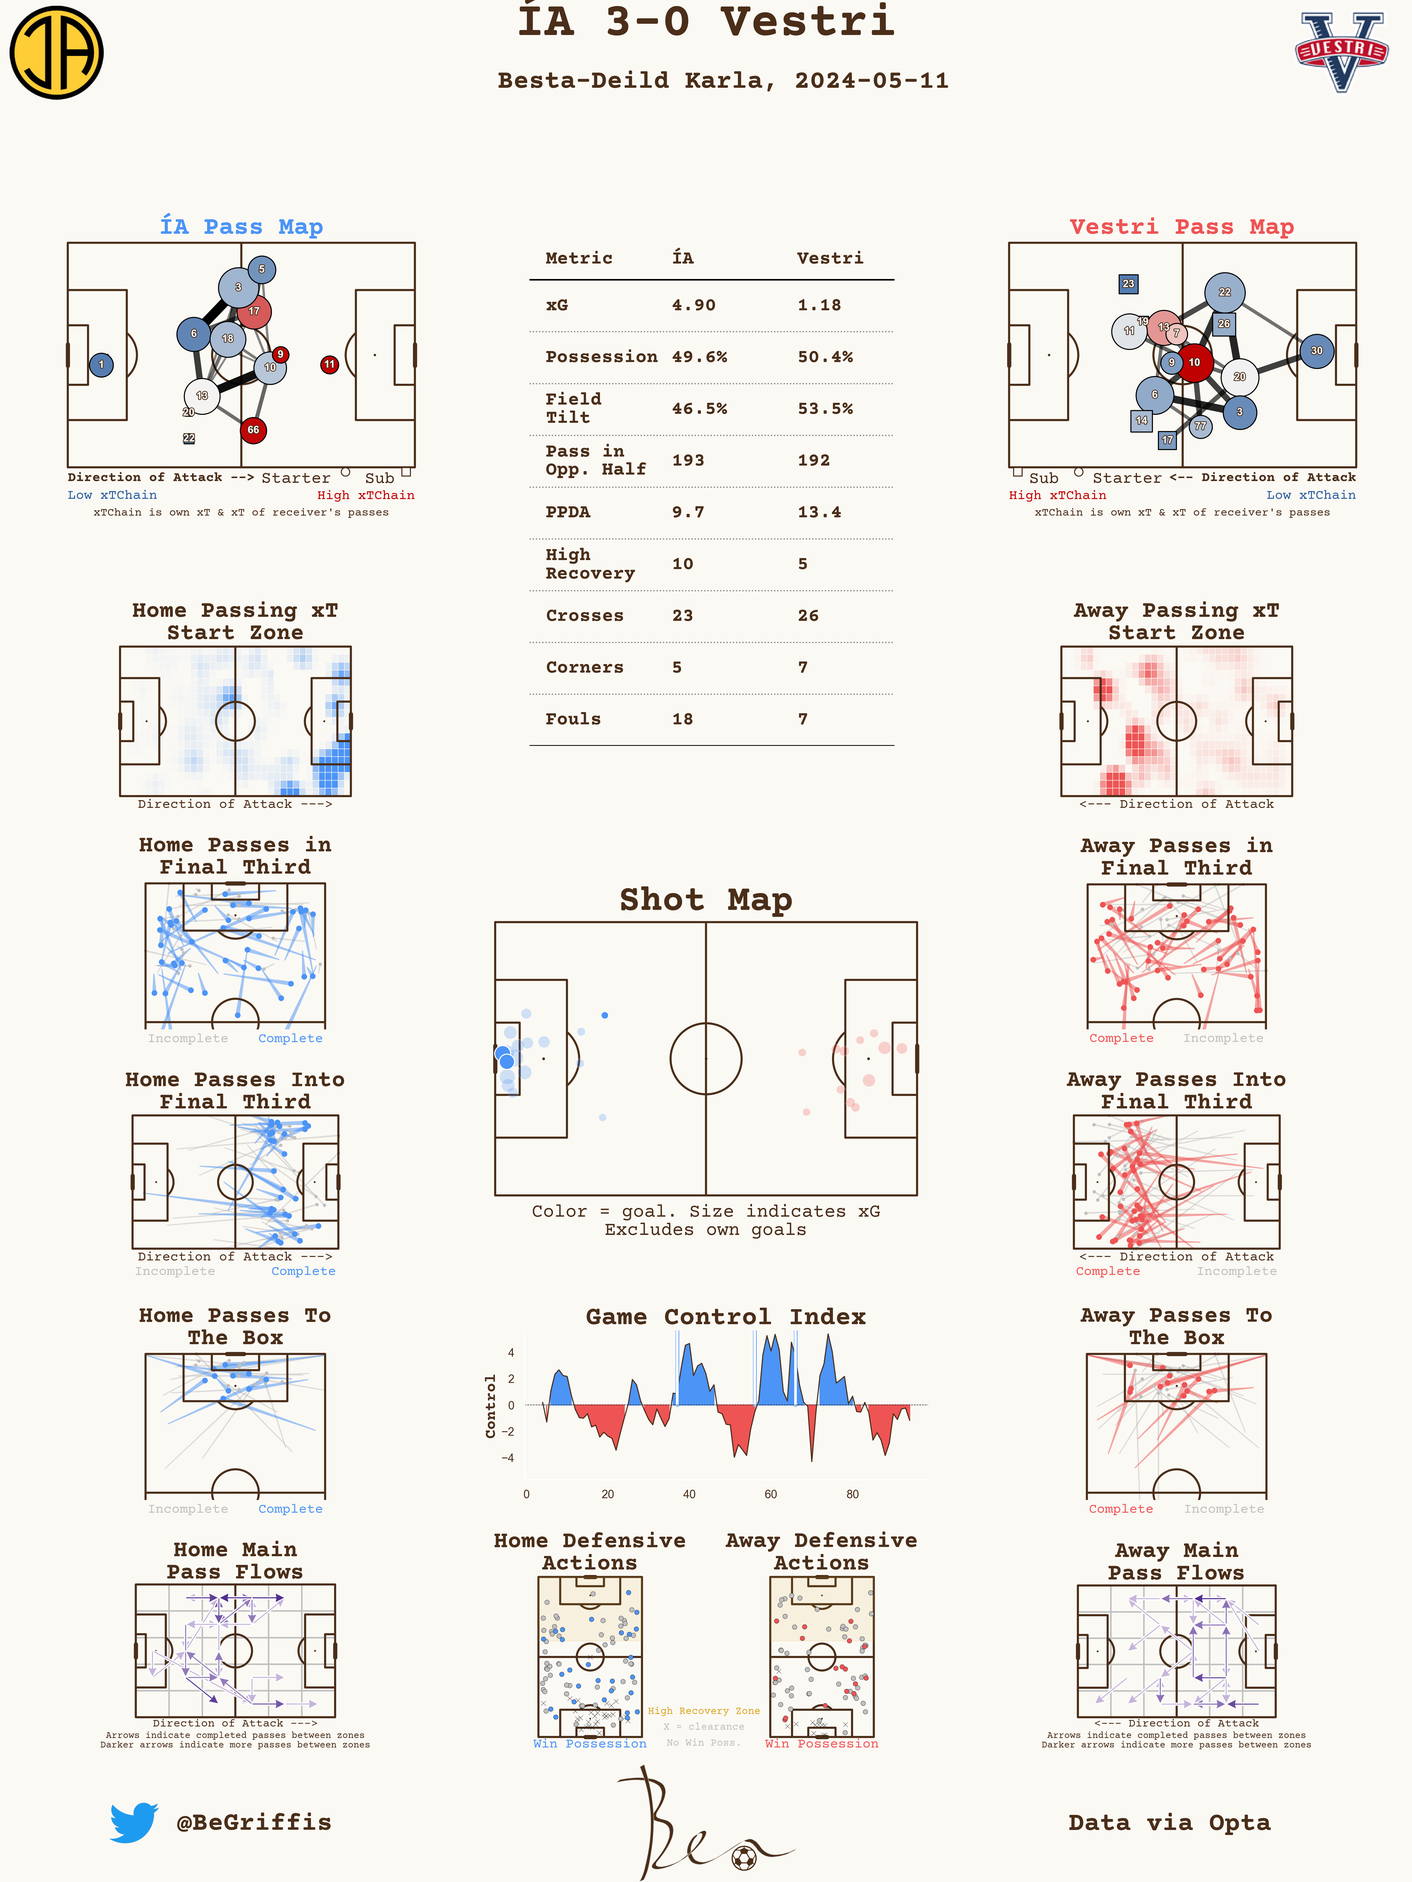 ÍA 3-0 Vestri
Besta-Deild Karla, 2024-05-11
JA
VESTRI
ÍA Pass Map
5
3
17
6
18
9
10
11
1
13
20
22
66
Direction of Attack --> Starter Sub
Low xTChain High xTChain
xTChain is own xT & xT of receiver's passes
Metric ÍA Vestri
xG 4.90 1.18
Possession 49.6% 50.4%
Field
Tilt 46.5% 53.5%
Pass in
Opp. Half 193 192
PPDA 9.7 13.4
High
Recovery 10 5
Crosses 23 26
Corners 5 7
Fouls 18 7
Vestri Pass Map
23
22
19
26
11
13
7
30
9
10
20
6
3
14
77
17
Sub Starter <-- Direction of Attack
High xTChain Low xTChain
xTChain is own xT & xT of receiver's passes
Home Passing xT
Start Zone
Direction of Attack --->
Away Passing xT
Start Zone
<--- Direction of Attack
Home Passes in
Final Third
Incomplete Complete
Shot Map
Color = goal. Size indicates xG
Excludes own goals
Away Passes in
Final Third
Complete Incomplete
Home Passes Into
Final Third
Direction of Attack --->
Incomplete Complete
Away Passes Into
Final Third
<--- Direction of Attack
Complete Incomplete
Home Passes To
The Box
Incomplete Complete
Game Control Index
Control
4
2
0
−2
−4
0 20 40 60 80
Away Passes To
The Box
Complete Incomplete
Home Main
Pass Flows
Direction of Attack --->
Arrows indicate completed passes between zones
Darker arrows indicate more passes between zones
Home Defensive
Actions
Win Possession
High Recovery Zone
X = clearance
No Win Poss.
Away Defensive
Actions
Win Possession
Away Main
Pass Flows
<--- Direction of Attack
Arrows indicate completed passes between zones
Darker arrows indicate more passes between zones
@BeGriffis
Ben
Data via Opta